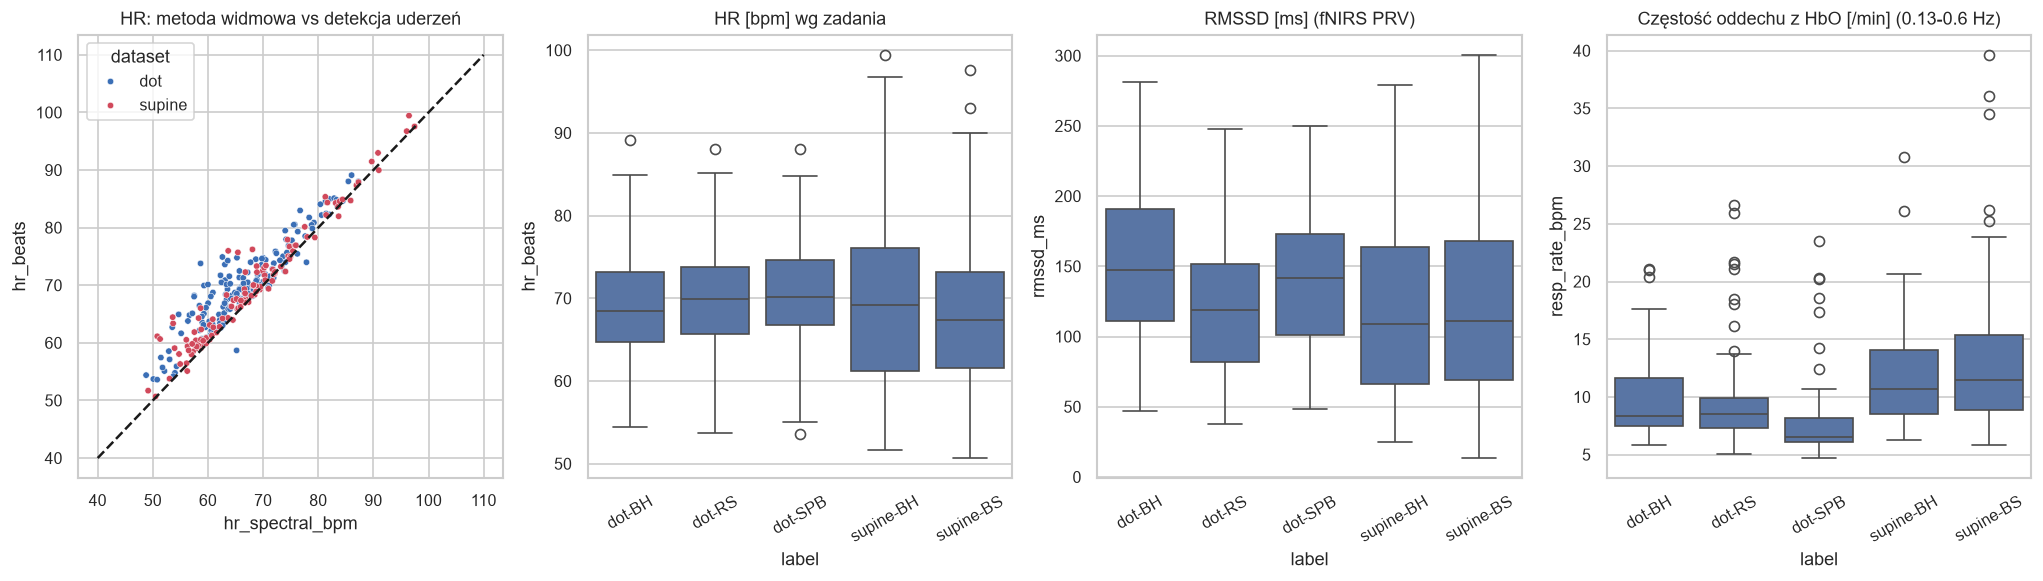 HR: metoda widmowa vs detekcja uderzeń
dataset
dot
supine
110
100
90
80
70
60
50
40
hr_beats
40
50
60
70
80
90
100
110
hr_spectral_bpm
HR [bpm] wg zadania
100
90
80
70
60
50
hr_beats
dot-BH
dot-RS
dot-SPB
supine-BH
supine-BS
label
RMSSD [ms] (fNIRS PRV)
300
250
200
150
100
50
0
rmssd_ms
dot-BH
dot-RS
dot-SPB
supine-BH
supine-BS
label
Częstość oddechu z HbO [/min] (0.13-0.6 Hz)
40
35
30
25
20
15
10
5
resp_rate_bpm
dot-BH
dot-RS
dot-SPB
supine-BH
supine-BS
label